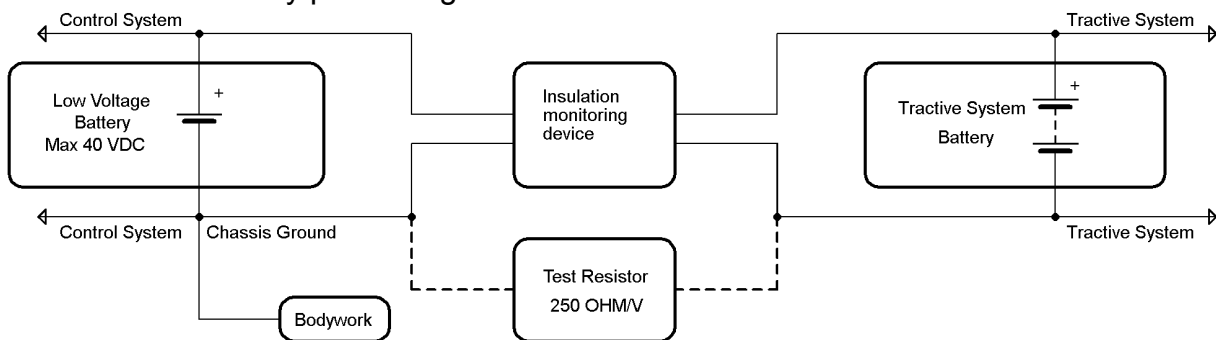 Control System
Tractive System
Low Voltage
Battery
Max 40 VDC
+
Insulation
monitoring
device
+
Tractive System
Battery
Control System
Chassis Ground
Tractive System
Test Resistor
250 OHM/V
Bodywork